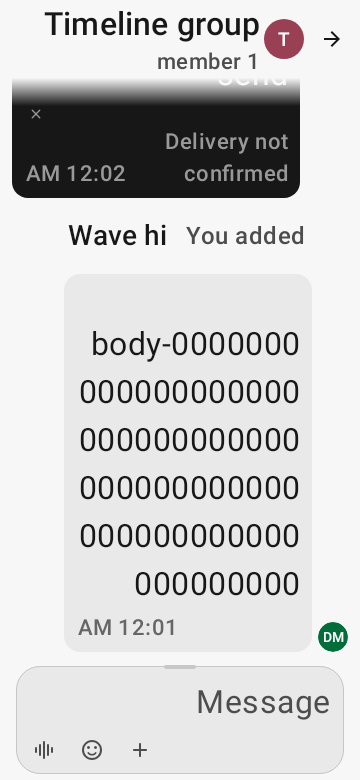 Timeline group
T
member 1
send
Delivery not
confirmed
AM 12:02
You added
Wave hi
body-0000000
000000000000
000000000000
000000000000
000000000000
000000000
AM 12:01
DM
Message